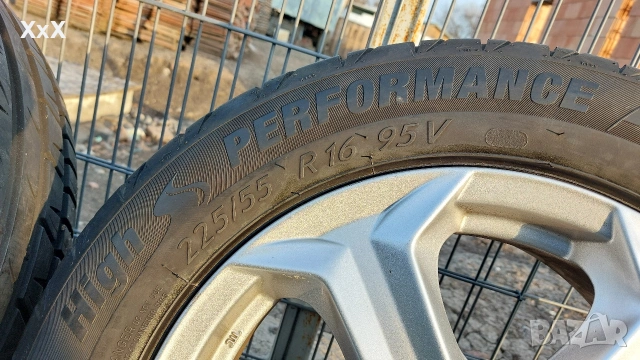 XxX
High PERFORMANCE
225/55 R16 95V
BAZAR